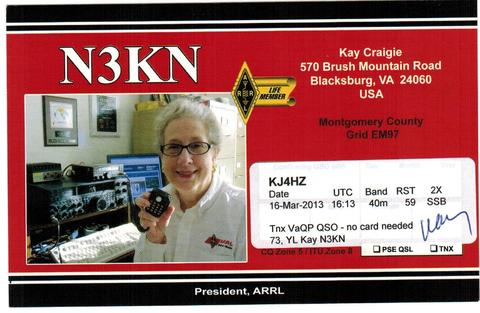 N3KN
Kay Craigie
570 Brush Mountain Road
Blacksburg, VA 24060
USA
A
R R
L
LIFE
MEMBER
Montgomery County
Grid EM97
KJ4HZ
Date UTC Band RST 2X
16-Mar-2013 16:13 40m 59 SSB
Tnx VaQP QSO - no card needed
73, YL Kay N3KN
Kay
CQ Zone 5 / ITU Zone 8
PSE QSL TNX
President, ARRL